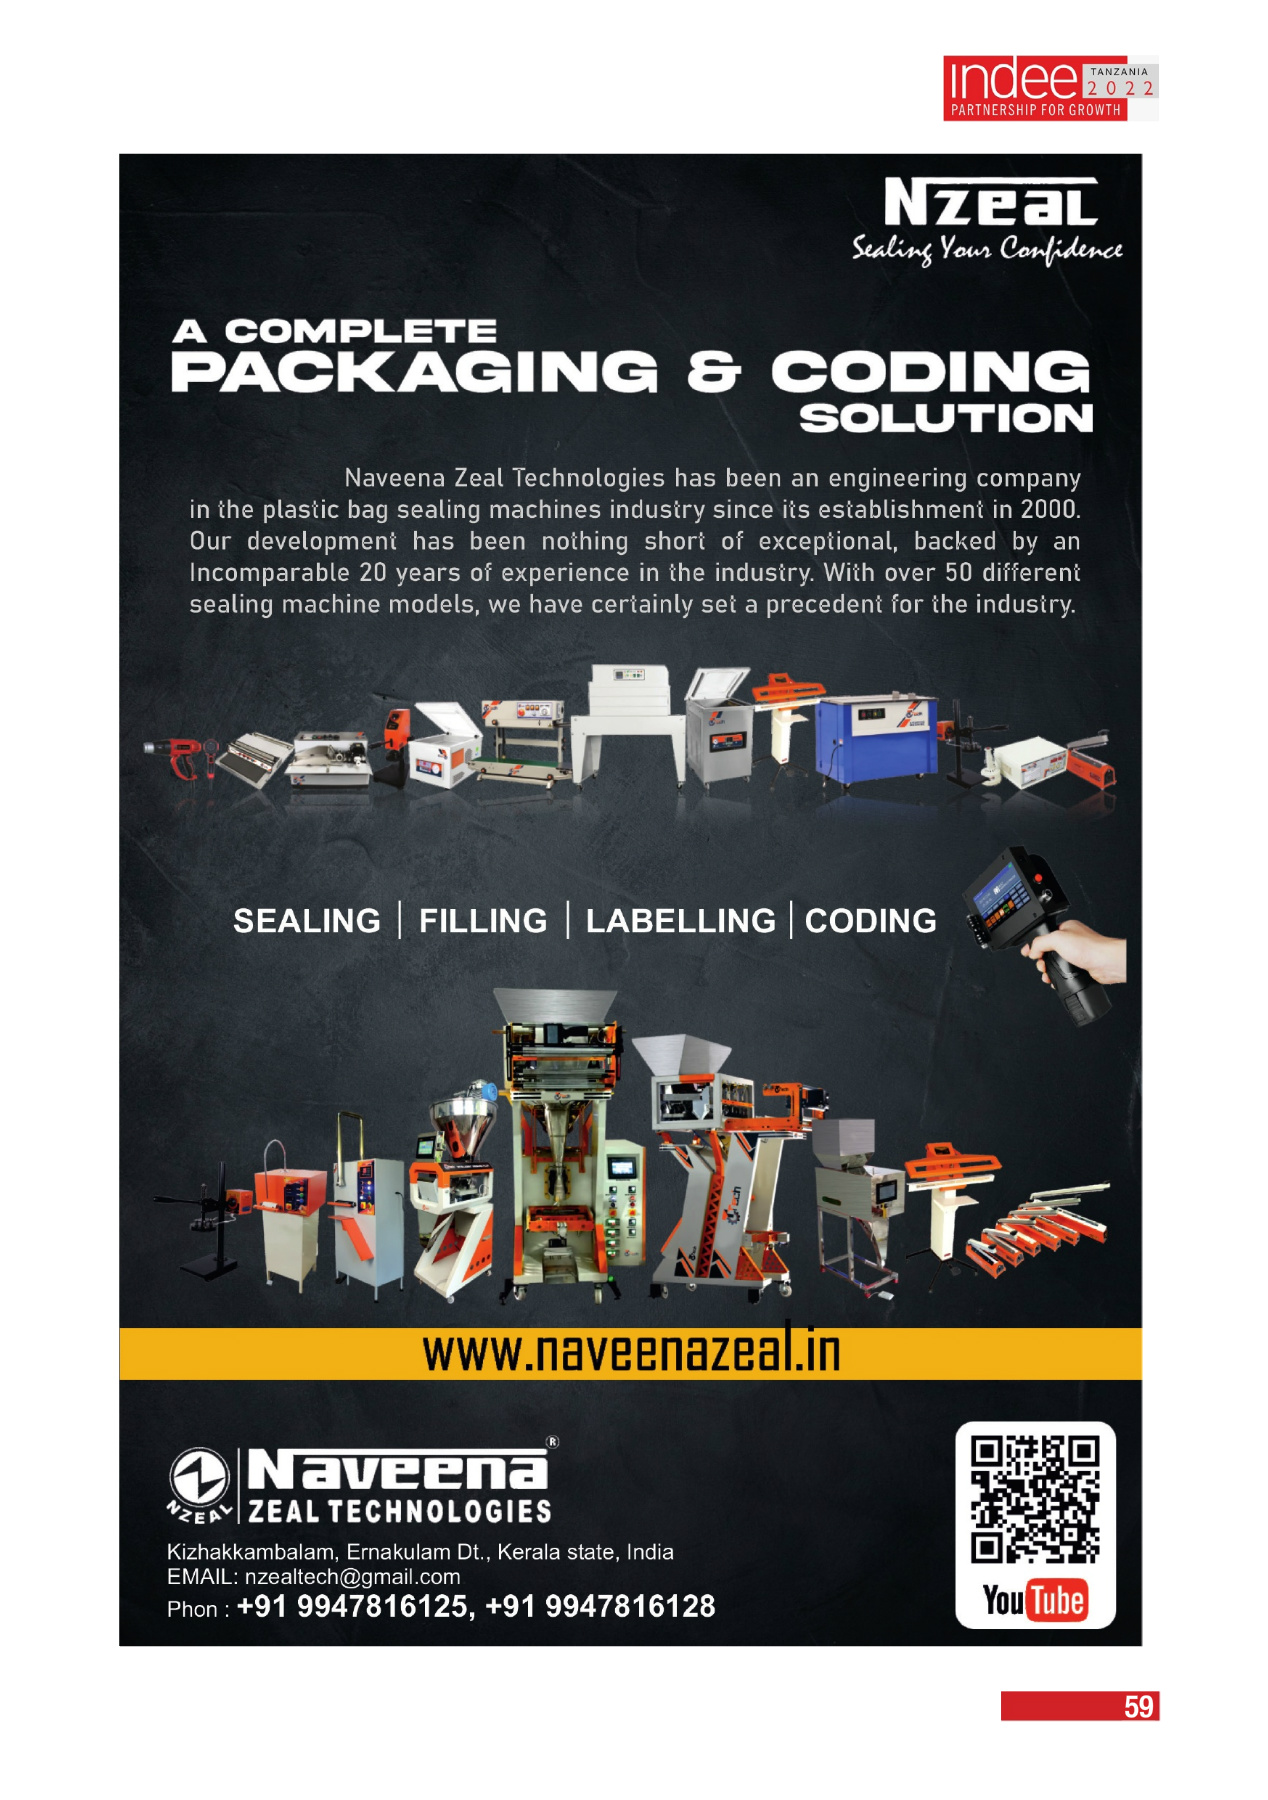 indee TANZANIA
2022
PARTNERSHIP FOR GROWTH
Nzeal
Sealing Your Confidence
A COMPLETE
PACKAGING & CODING
SOLUTION
Naveena Zeal Technologies has been an engineering company
in the plastic bag sealing machines industry since its establishment in 2000.
Our development has been nothing short of exceptional, backed by an
Incomparable 20 years of experience in the industry. With over 50 different
sealing machine models, we have certainly set a precedent for the industry.
SEALING | FILLING | LABELLING | CODING
www.naveenazeal.in
Naveena ®
ZEAL TECHNOLOGIES
NZEAL
Kizhakkambalam, Ernakulam Dt., Kerala state, India
EMAIL: nzealtech@gmail.com
Phon : +91 9947816125, +91 9947816128
YouTube
59